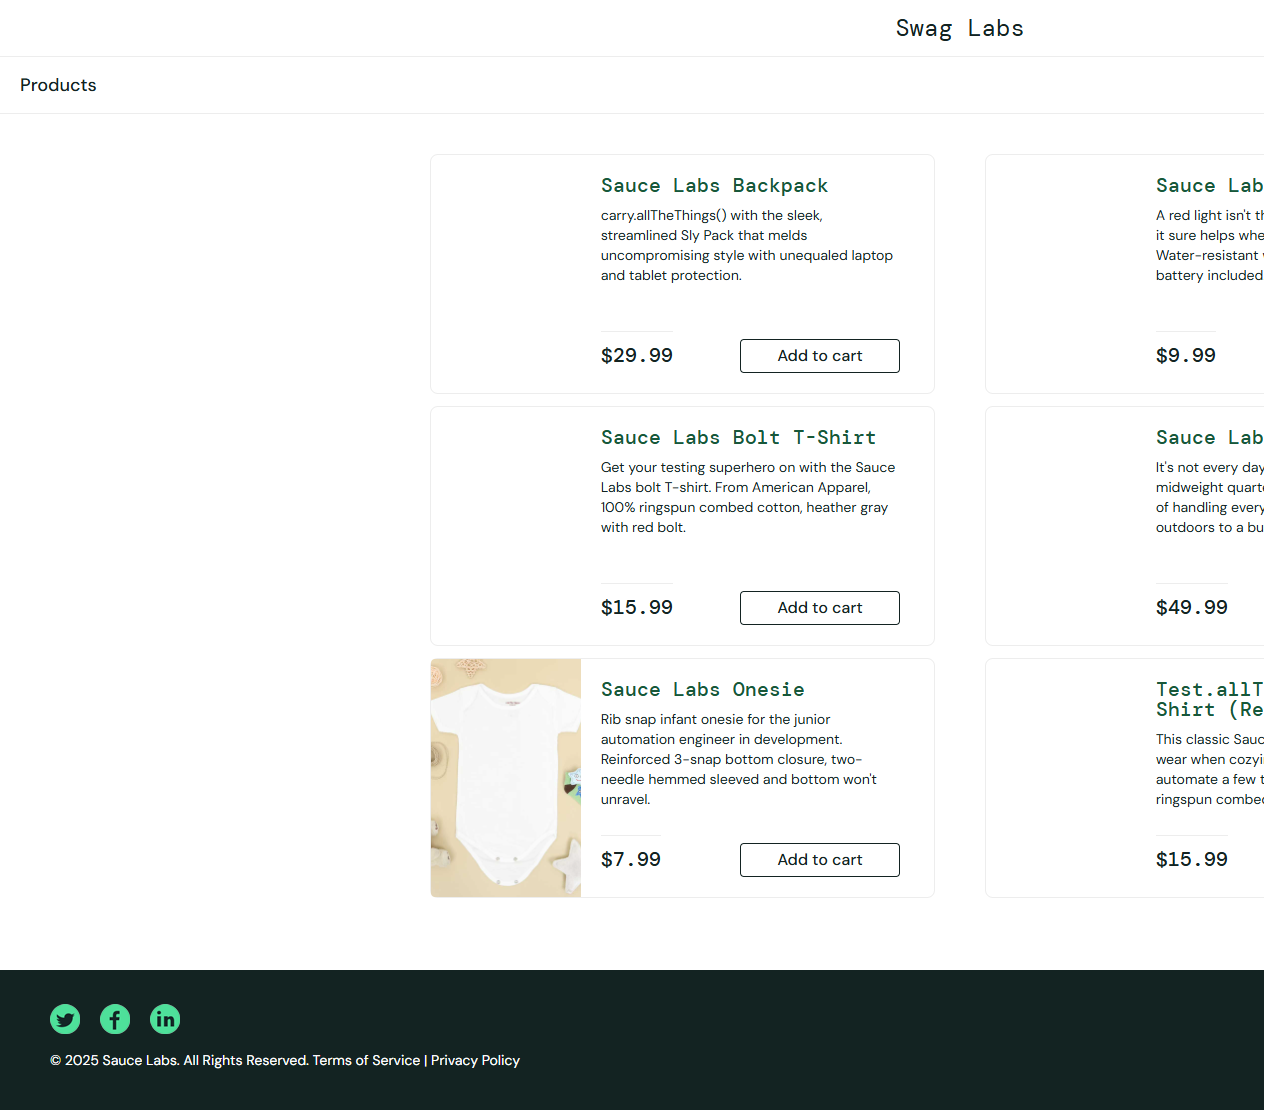 Swag Labs
Products
Sauce Labs Backpack
carry.allTheThings() with the sleek,
streamlined Sly Pack that melds
uncompromising style with unequaled laptop
and tablet protection.
$29.99
Add to cart
Sauce Lab
A red light isn't th
it sure helps whe
Water-resistant
battery included
$9.99
Sauce Labs Bolt T-Shirt
Get your testing superhero on with the Sauce
Labs bolt T-shirt. From American Apparel,
100% ringspun combed cotton, heather gray
with red bolt.
$15.99
Add to cart
Sauce Lab
It's not every day
midweight quarte
of handling every
outdoors to a bu
$49.99
Sauce Labs Onesie
Rib snap infant onesie for the junior
automation engineer in development.
Reinforced 3-snap bottom closure, two-
needle hemmed sleeved and bottom won't
unravel.
$7.99
Add to cart
Test.allT
Shirt (Re
This classic Sauc
wear when cozyi
automate a few t
ringspun combed
$15.99
© 2025 Sauce Labs. All Rights Reserved. Terms of Service | Privacy Policy